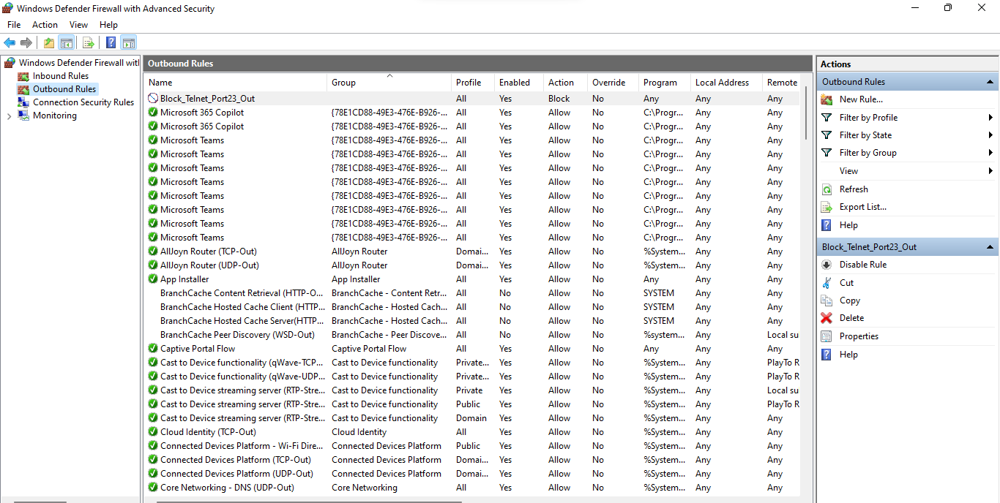 Windows Defender Firewall with Advanced Security
File Action View Help
Windows Defender Firewall witl
Inbound Rules
Outbound Rules
Connection Security Rules
Monitoring
Outbound Rules
Name Group Profile Enabled Action Override Program Local Address Remote
Block_Telnet_Port23_Out All Yes Block No Any Any Any
Microsoft 365 Copilot {78E1CD88-49E3-476E-B926-... All Yes Allow No C:\Progr... Any Any
Microsoft 365 Copilot {78E1CD88-49E3-476E-B926-... All Yes Allow No C:\Progr... Any Any
Microsoft Teams {78E1CD88-49E3-476E-B926-... All Yes Allow No C:\Progr... Any Any
Microsoft Teams {78E1CD88-49E3-476E-B926-... All Yes Allow No C:\Progr... Any Any
Microsoft Teams {78E1CD88-49E3-476E-B926-... All Yes Allow No C:\Progr... Any Any
Microsoft Teams {78E1CD88-49E3-476E-B926-... All Yes Allow No C:\Progr... Any Any
Microsoft Teams {78E1CD88-49E3-476E-B926-... All Yes Allow No C:\Progr... Any Any
Microsoft Teams {78E1CD88-49E3-476E-B926-... All Yes Allow No C:\Progr... Any Any
Microsoft Teams {78E1CD88-49E3-476E-B926-... All Yes Allow No C:\Progr... Any Any
Microsoft Teams {78E1CD88-49E3-476E-B926-... All Yes Allow No C:\Progr... Any Any
AllJoyn Router (TCP-Out) AllJoyn Router Domai... Yes Allow No %System... Any Any
AllJoyn Router (UDP-Out) AllJoyn Router Domai... Yes Allow No %System... Any Any
App Installer App Installer All Yes Allow No Any Any Any
BranchCache Content Retrieval (HTTP-O... BranchCache - Content Retr... All No Allow No SYSTEM Any Any
BranchCache Hosted Cache Client (HTTP... BranchCache - Hosted Cach... All No Allow No SYSTEM Any Any
BranchCache Hosted Cache Server(HTTP... BranchCache - Hosted Cach... All No Allow No SYSTEM Any Any
BranchCache Peer Discovery (WSD-Out) BranchCache - Peer Discove... All No Allow No %system... Any Local su
Captive Portal Flow Captive Portal Flow All Yes Allow No Any Any Any
Cast to Device functionality (qWave-TCP... Cast to Device functionality Private... Yes Allow No %System... Any PlayTo R
Cast to Device functionality (qWave-UDP... Cast to Device functionality Private... Yes Allow No %System... Any PlayTo R
Cast to Device streaming server (RTP-Stre... Cast to Device functionality Private Yes Allow No %System... Any Local su
Cast to Device streaming server (RTP-Stre... Cast to Device functionality Public Yes Allow No %System... Any PlayTo R
Cast to Device streaming server (RTP-Stre... Cast to Device functionality Domain Yes Allow No %System... Any Any
Cloud Identity (TCP-Out) Cloud Identity All Yes Allow No %System... Any Any
Connected Devices Platform - Wi-Fi Dire... Connected Devices Platform Public Yes Allow No %System... Any Any
Connected Devices Platform (TCP-Out) Connected Devices Platform Domai... Yes Allow No %System... Any Any
Connected Devices Platform (UDP-Out) Connected Devices Platform Domai... Yes Allow No %System... Any Any
Core Networking - DNS (UDP-Out) Core Networking All Yes Allow No %System... Any Any
Actions
Outbound Rules
New Rule...
Filter by Profile
Filter by State
Filter by Group
View
Refresh
Export List...
Help
Block_Telnet_Port23_Out
Disable Rule
Cut
Copy
Delete
Properties
Help